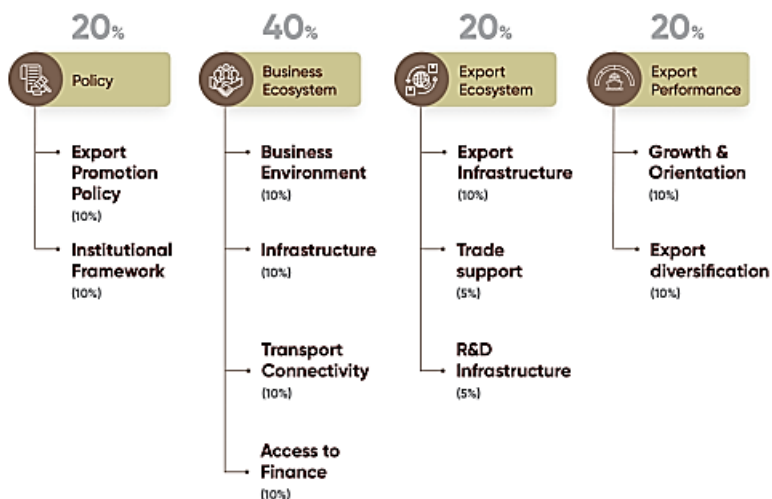 20%
Policy
Export
Promotion
Policy
(10%)
Institutional
Framework
(10%)
40%
Business
Ecosystem
Business
Environment
(10%)
Infrastructure
(10%)
Transport
Connectivity
(10%)
Access to
Finance
(10%)
20%
Export
Ecosystem
Export
Infrastructure
(10%)
Trade
support
(5%)
R&D
Infrastructure
(5%)
20%
Export
Performance
Growth &
Orientation
(10%)
Export
diversification
(10%)